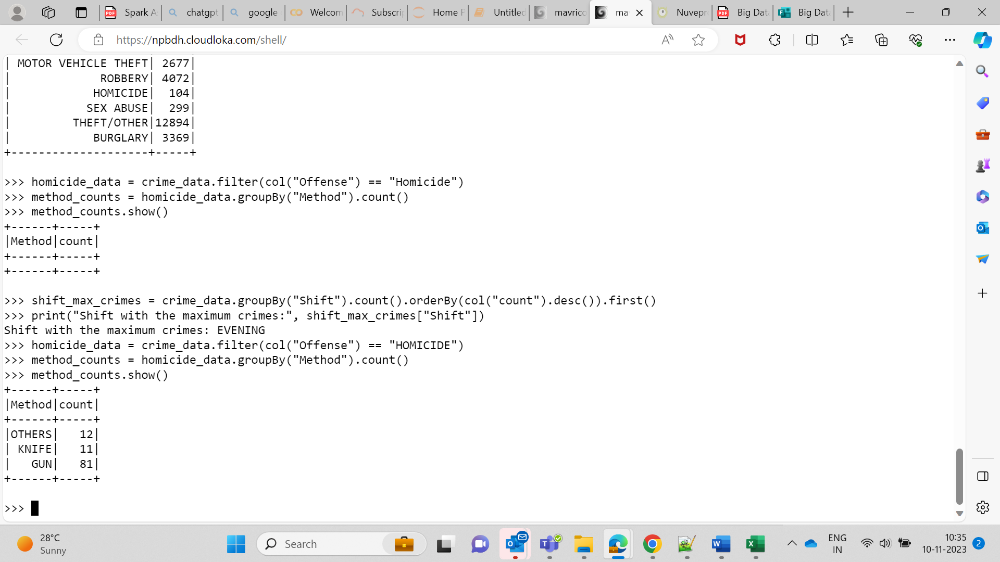 Spark A
chatgpt
google
Welcom
Subscri
Home P
Untitled
mavrico
ma
Nuvepr
Big Dat
Big Dat
https://npbdh.cloudloka.com/shell/
| MOTOR VEHICLE THEFT| 2677|
| ROBBERY| 4072|
| HOMICIDE| 104|
| SEX ABUSE| 299|
| THEFT/OTHER|12894|
| BURGLARY| 3369|
+--------------------+-----+
>>> homicide_data = crime_data.filter(col("Offense") == "Homicide")
>>> method_counts = homicide_data.groupBy("Method").count()
>>> method_counts.show()
+------+-----+
|Method|count|
+------+-----+
+------+-----+
>>> shift_max_crimes = crime_data.groupBy("Shift").count().orderBy(col("count").desc()).first()
>>> print("Shift with the maximum crimes:", shift_max_crimes["Shift"])
Shift with the maximum crimes: EVENING
>>> homicide_data = crime_data.filter(col("Offense") == "HOMICIDE")
>>> method_counts = homicide_data.groupBy("Method").count()
>>> method_counts.show()
+------+-----+
|Method|count|
+------+-----+
|OTHERS| 12|
| KNIFE| 11|
| GUN| 81|
+------+-----+
>>>
28°C
Sunny
Search
ENG
IN
10:35
10-11-2023
2